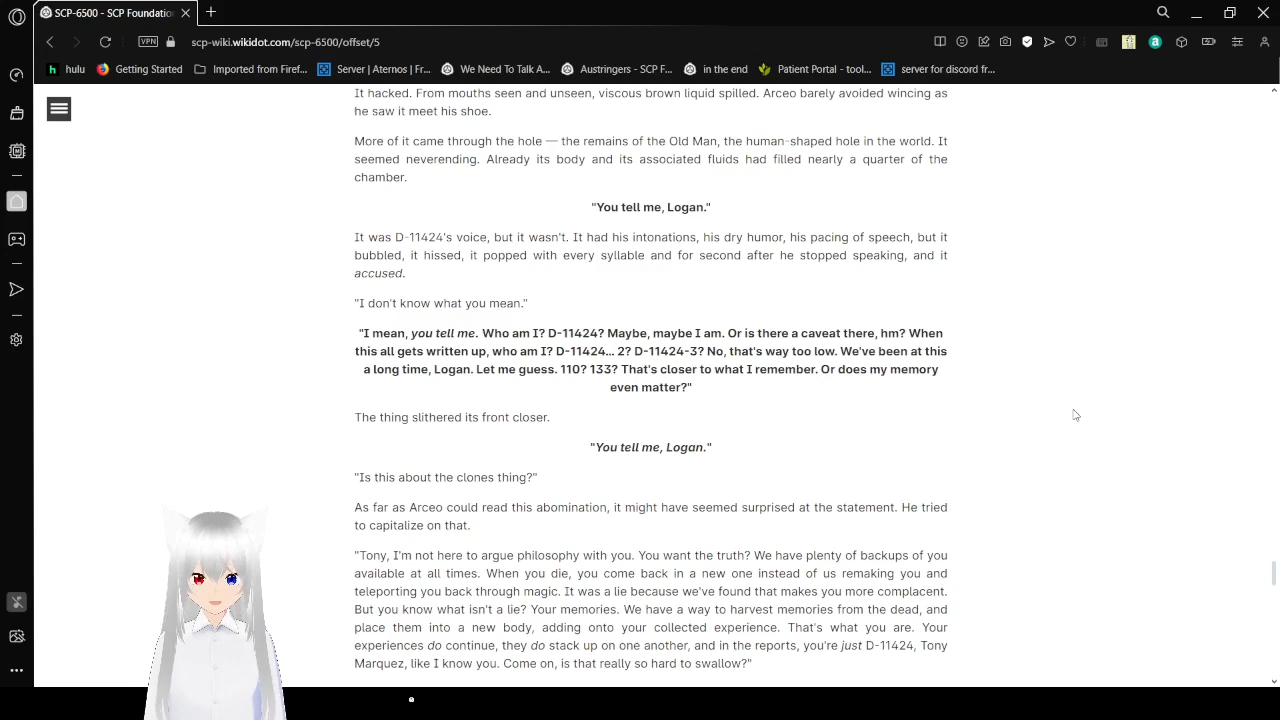 SCP-6500 - SCP Foundatio
VPN
scp-wiki.wikidot.com/scp-6500/offset/5
hulu
Getting Started
Imported from Firef...
Server | Aternos | Fr...
We Need To Talk A...
Austringers - SCP F...
in the end
Patient Portal - tool...
server for discord fr...
It hacked. From mouths seen and unseen, viscous brown liquid spilled. Arceo barely avoided wincing as
he saw it meet his shoe.
More of it came through the hole — the remains of the Old Man, the human-shaped hole in the world. It
seemed neverending. Already its body and its associated fluids had filled nearly a quarter of the
chamber.
"You tell me, Logan."
It was D-11424's voice, but it wasn't. It had his intonations, his dry humor, his pacing of speech, but it
bubbled, it hissed, it popped with every syllable and for second after he stopped speaking, and it
accused.
"I don't know what you mean."
"I mean, you tell me. Who am I? D-11424? Maybe, maybe I am. Or is there a caveat there, hm? When
this all gets written up, who am I? D-11424... 2? D-11424-3? No, that's way too low. We've been at this
a long time, Logan. Let me guess. 110? 133? That's closer to what I remember. Or does my memory
even matter?"
The thing slithered its front closer.
"You tell me, Logan."
"Is this about the clones thing?"
As far as Arceo could read this abomination, it might have seemed surprised at the statement. He tried
to capitalize on that.
"Tony, I'm not here to argue philosophy with you. You want the truth? We have plenty of backups of you
available at all times. When you die, you come back in a new one instead of us remaking you and
teleporting you back through magic. It was a lie because we've found that makes you more complacent.
But you know what isn't a lie? Your memories. We have a way to harvest memories from the dead, and
place them into a new body, adding onto your collected experience. That's what you are. Your
experiences do continue, they do stack up on one another, and in the reports, you're just D-11424, Tony
Marquez, like I know you. Come on, is that really so hard to swallow?"